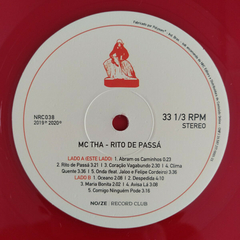 NRC038
2019* 2020*
33 1/3 RPM
STEREO
MC THA - RITO DE PASSÁ
LADO A (ESTE LADO) 1. Abram os Caminhos 0:23
2. Rito de Passá 3:21 | 3. Coração Vagabundo 2:30 | 4. Clima
Quente 3:36 | 5. Onda Real, Jaloo e Felipe Cordeiro 3:36
LADO B 1. Oceano 2:08 | 2. Despedida 4:10
3. Maria Bonita 2:02 | 4. Avisa Lá 3:08
5. Comigo Ninguém Pode 3:18
NOIZE RECORD CLUB